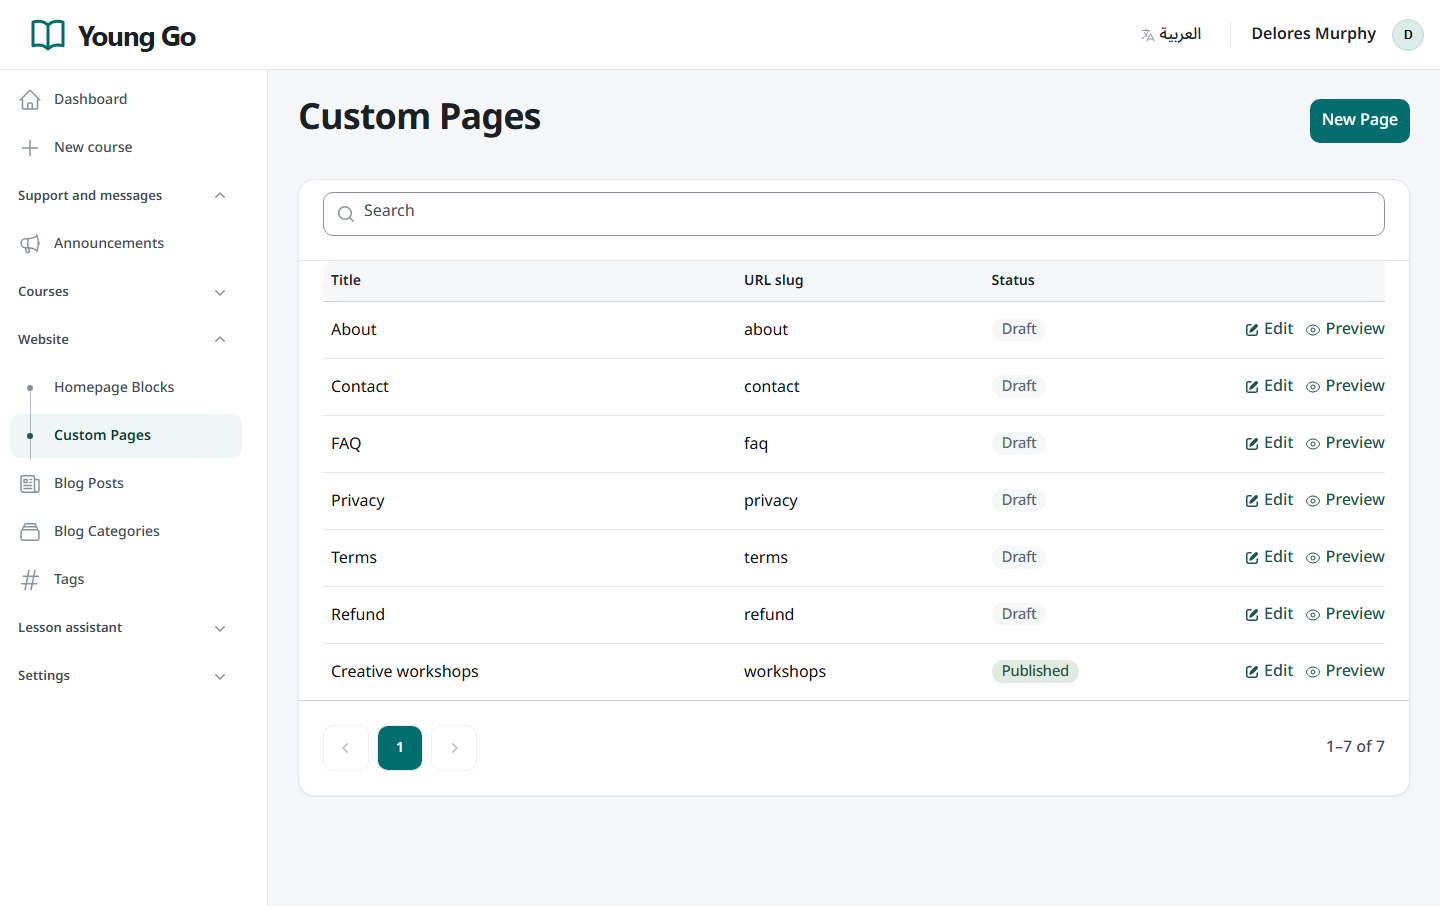 Young Go
العربية
Delores Murphy
D
Dashboard
New course
Support and messages
Announcements
Courses
Website
Homepage Blocks
Custom Pages
Blog Posts
Blog Categories
Tags
Lesson assistant
Settings
Custom Pages
New Page
Search
Title URL slug Status
About about Draft Edit Preview
Contact contact Draft Edit Preview
FAQ faq Draft Edit Preview
Privacy privacy Draft Edit Preview
Terms terms Draft Edit Preview
Refund refund Draft Edit Preview
Creative workshops workshops Published Edit Preview
1
1–7 of 7